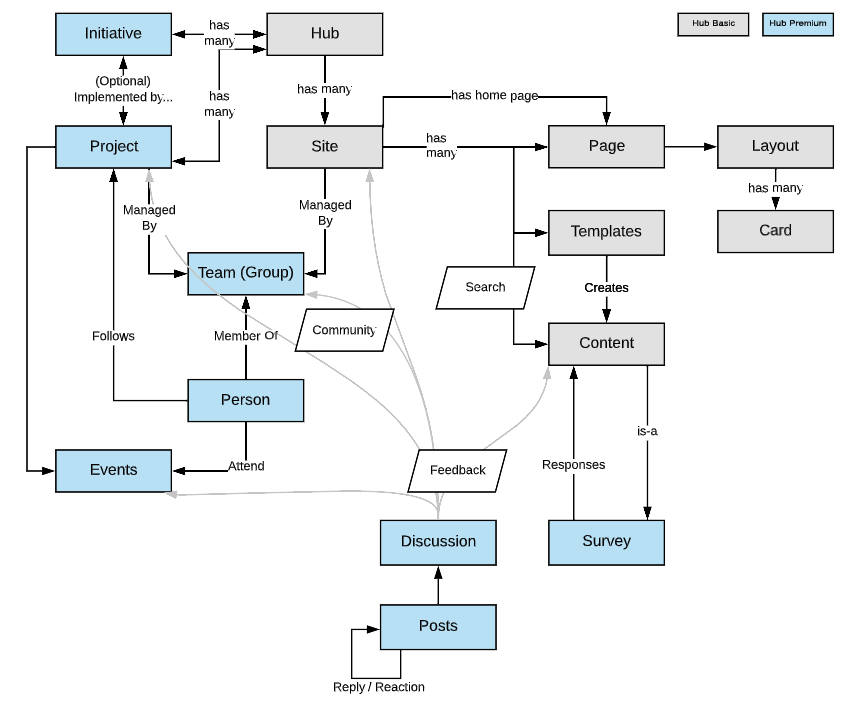 Initiative
has
many
Hub
Hub Basic
Hub Premium
(Optional)
Implemented by...
has
many
has many
has home page
Project
Site
has
many
Page
Layout
has many
Managed
By
Managed
By
Templates
Card
Team (Group)
Search
Creates
Follows
Member Of
Community
Content
Person
is-a
Events
Attend
Feedback
Responses
Discussion
Survey
Posts
Reply / Reaction